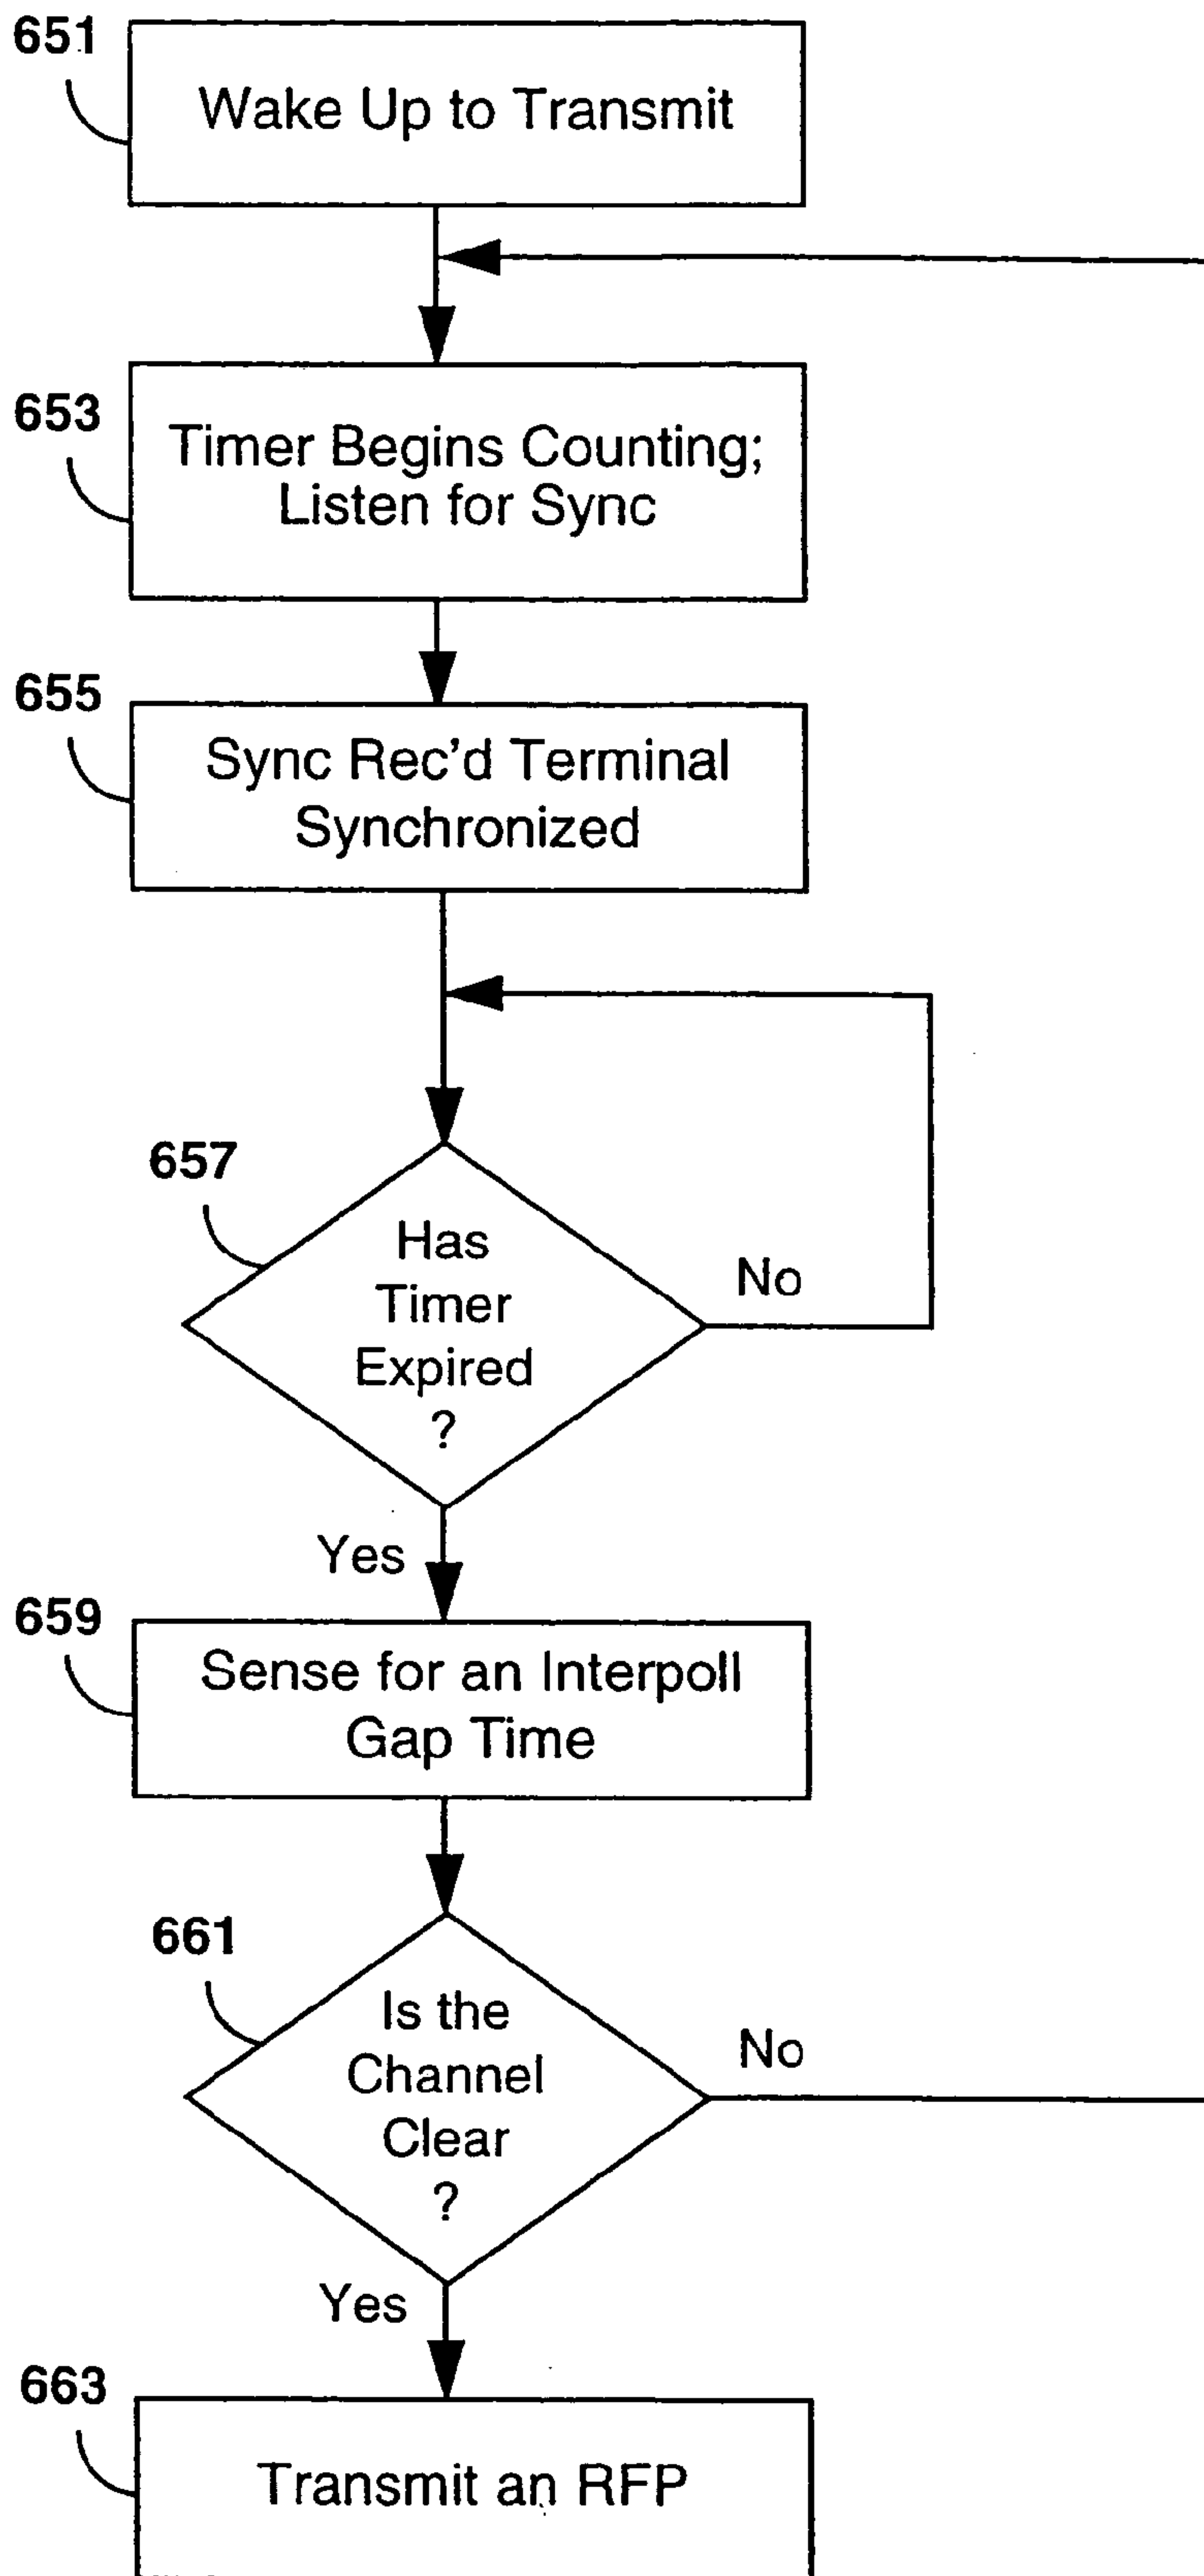 651
Wake Up to Transmit
653
Timer Begins Counting;
Listen for Sync
655
Sync Rec'd Terminal
Synchronized
657
Has
Timer
Expired
?
No
Yes
659
Sense for an Interpoll
Gap Time
661
Is the
Channel
Clear
?
No
Yes
663
Transmit an RFP